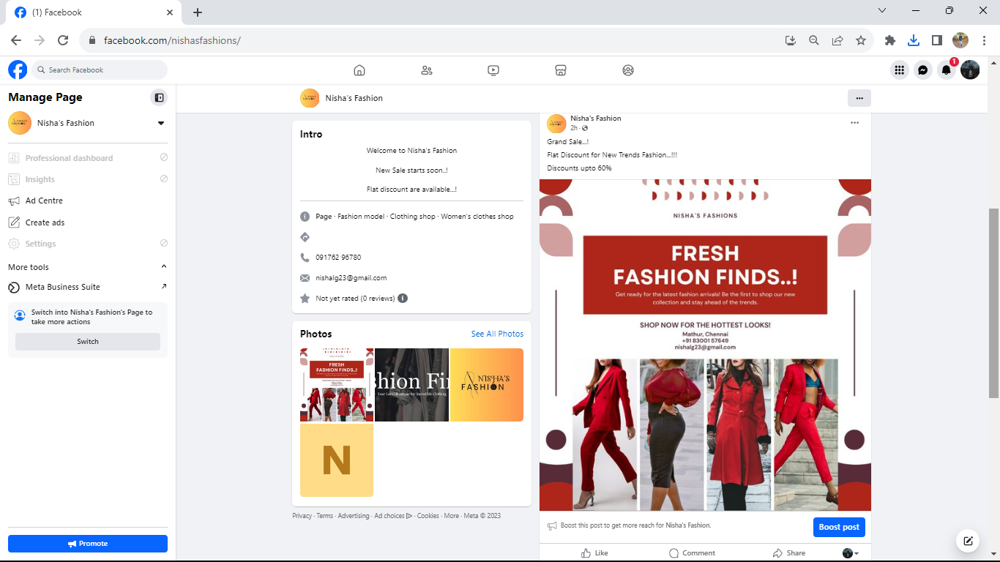 (1) Facebook
facebook.com/nishasfashions/
Search Facebook
1
Manage Page
Nisha's Fashion
Professional dashboard
Insights
Ad Centre
Create ads
Settings
More tools
Meta Business Suite
Switch into Nisha's Fashion's Page to
take more actions
Switch
Promote
Nisha's Fashion
Intro
Welcome to Nisha's Fashion
New Sale starts soon..!
Flat discount are available...!
Page · Fashion model · Clothing shop · Women's clothes shop
091762 96780
nishalg23@gmail.com
Not yet rated (0 reviews)
Photos
See All Photos
FRESH
FASHION FINDS..!
shion Fin
Your Local Boutique for Incredible Clothing
NISHA'S
FASHION
N
Privacy · Terms · Advertising · Ad choices · Cookies · More · Meta © 2023
Nisha's Fashion
2h ·
Grand Sale...!
Flat Discount for New Trends Fashion...!!!
Discounts upto 60%
NISHA'S FASHIONS
FRESH
FASHION FINDS..!
Get ready for the latest fashion arrivals! Be the first to shop our new
collection and stay ahead of the trends.
SHOP NOW FOR THE HOTTEST LOOKS!
Mathur, Chennai
+91 83001 57649
nishalg23@gmail.com
Boost this post to get more reach for Nisha's Fashion.
Boost post
Like
Comment
Share